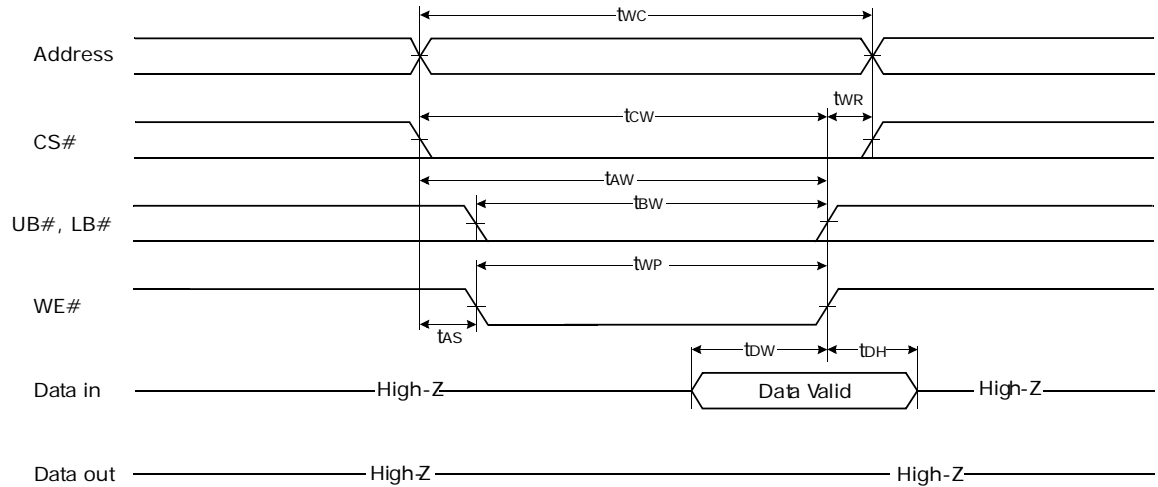 tWC
Address
tCW
tWR
CS#
tAW
tBW
UB#, LB#
tWP
WE#
tAS
tDW
tDH
Data in
High-Z
Data Valid
High-Z
Data out
High-Z
High-Z